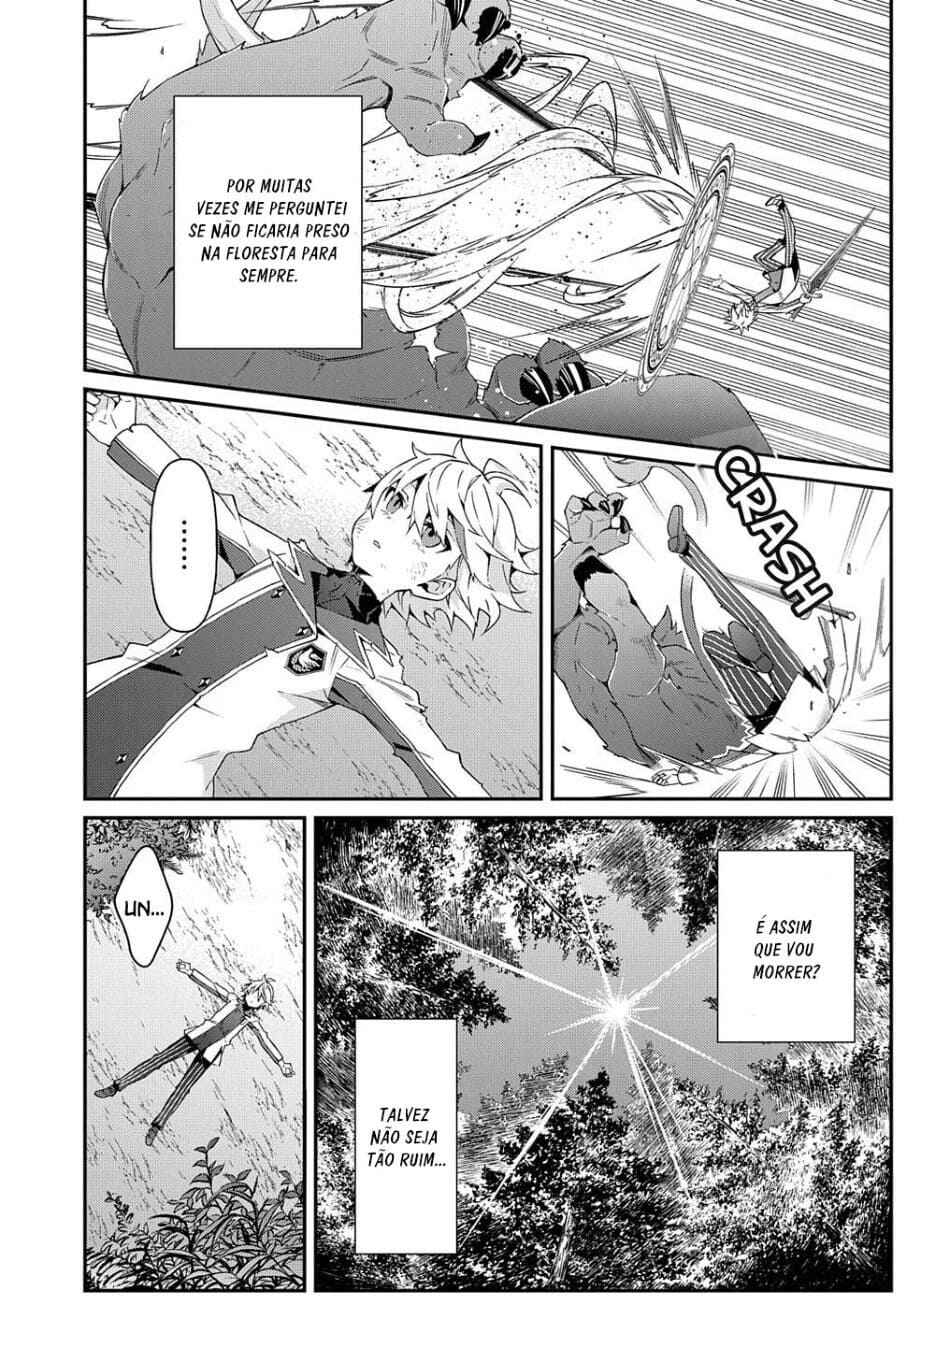 POR MUITAS
VEZES ME PERGUNTEI
SE NÃO FICARIA PRESO
NA FLORESTA PARA
SEMPRE.
CRASH
........
É ASSIM
QUE VOU
MORRER?
TALVEZ
NÃO SEJA
TÃO RUIM...
UN...